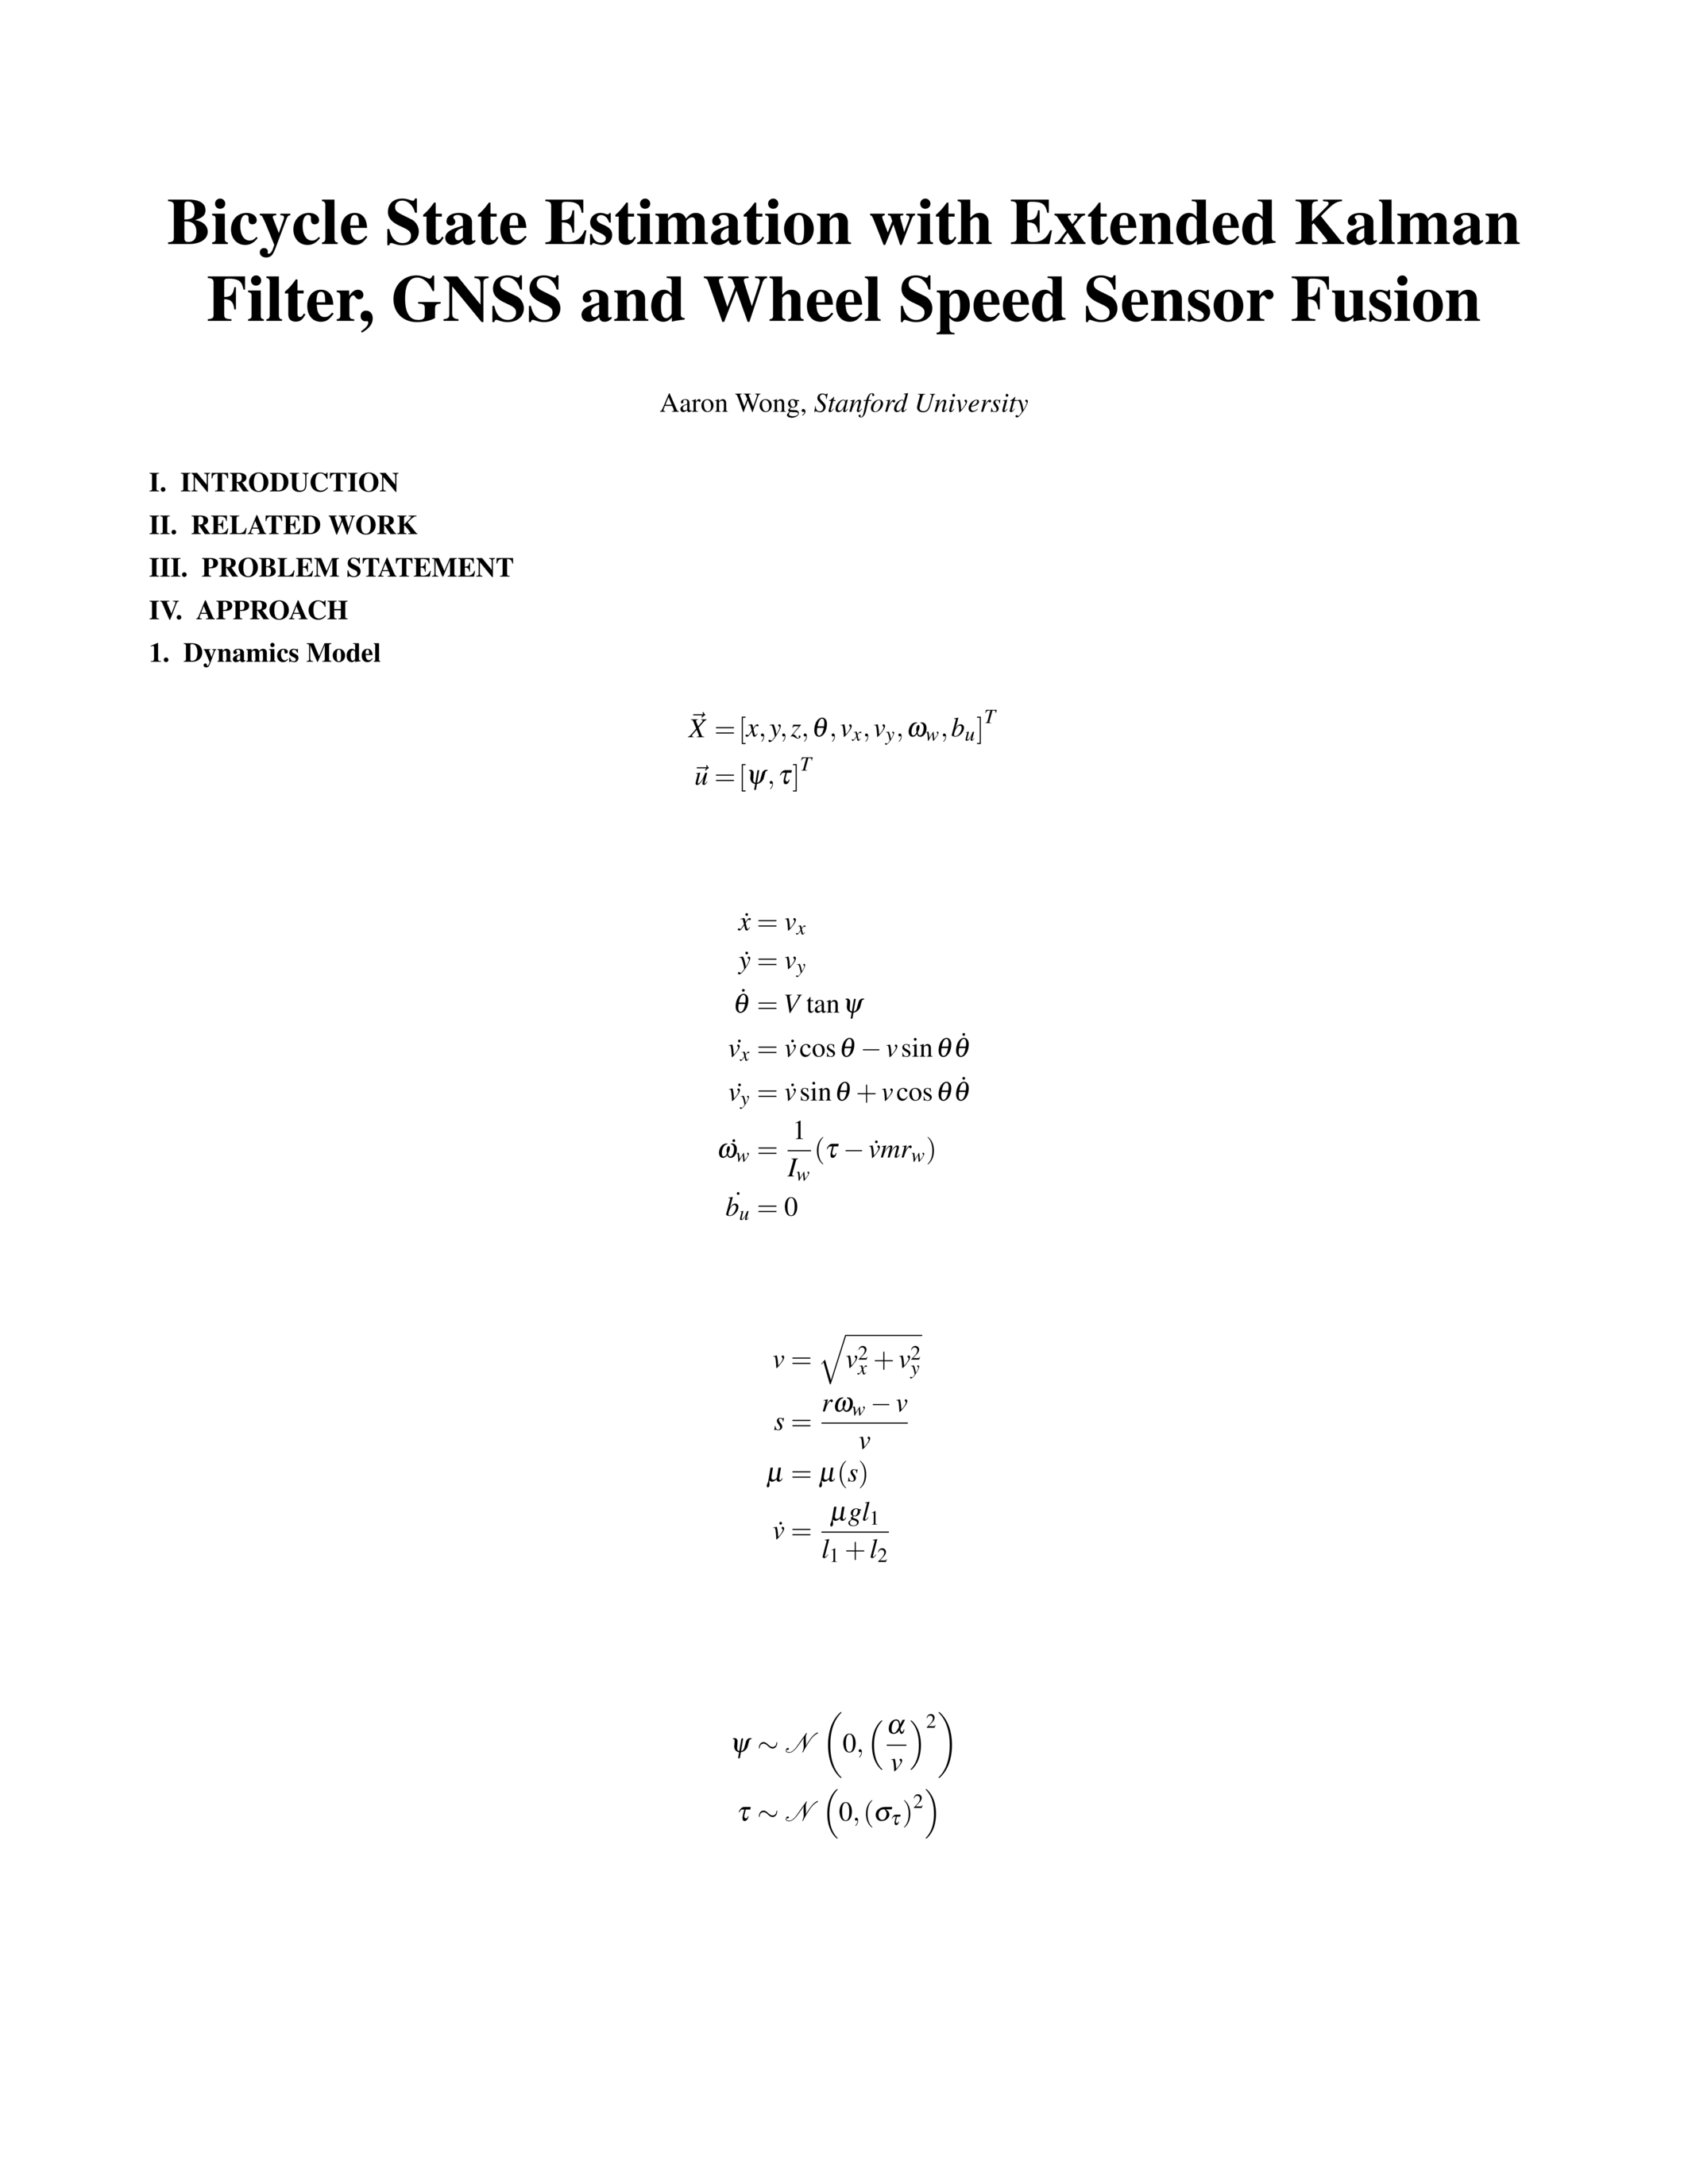 Bicycle State Estimation with Extended Kalman
Filter, GNSS and Wheel Speed Sensor Fusion
Aaron Wong, Stanford University
I. INTRODUCTION
II. RELATED WORK
III. PROBLEM STATEMENT
IV. APPROACH
1. Dynamics Model
$\vec{X} = [x, y, z, \theta, v_x, v_y, \omega_w, b_u]^T$
$\vec{u} = [\psi, \tau]^T$
$\dot{x} = v_x$
$\dot{y} = v_y$
$\dot{\theta} = V \tan \psi$
$\dot{v_x} = \dot{v} \cos \theta - v \sin \theta \dot{\theta}$
$\dot{v_y} = \dot{v} \sin \theta + v \cos \theta \dot{\theta}$
$\dot{\omega_w} = \frac{1}{I_w} (\tau - \dot{v} m r_w)$
$\dot{b_u} = 0$
$v = \sqrt{v_x^2 + v_y^2}$
$s = \frac{r \omega_w - v}{v}$
$\mu = \mu(s)$
$\dot{v} = \frac{\mu g l_1}{l_1 + l_2}$
$\psi \sim \mathcal{N} \left( 0, \left( \frac{\alpha}{v} \right)^2 \right)$
$\tau \sim \mathcal{N} \left( 0, (\sigma_\tau)^2 \right)$